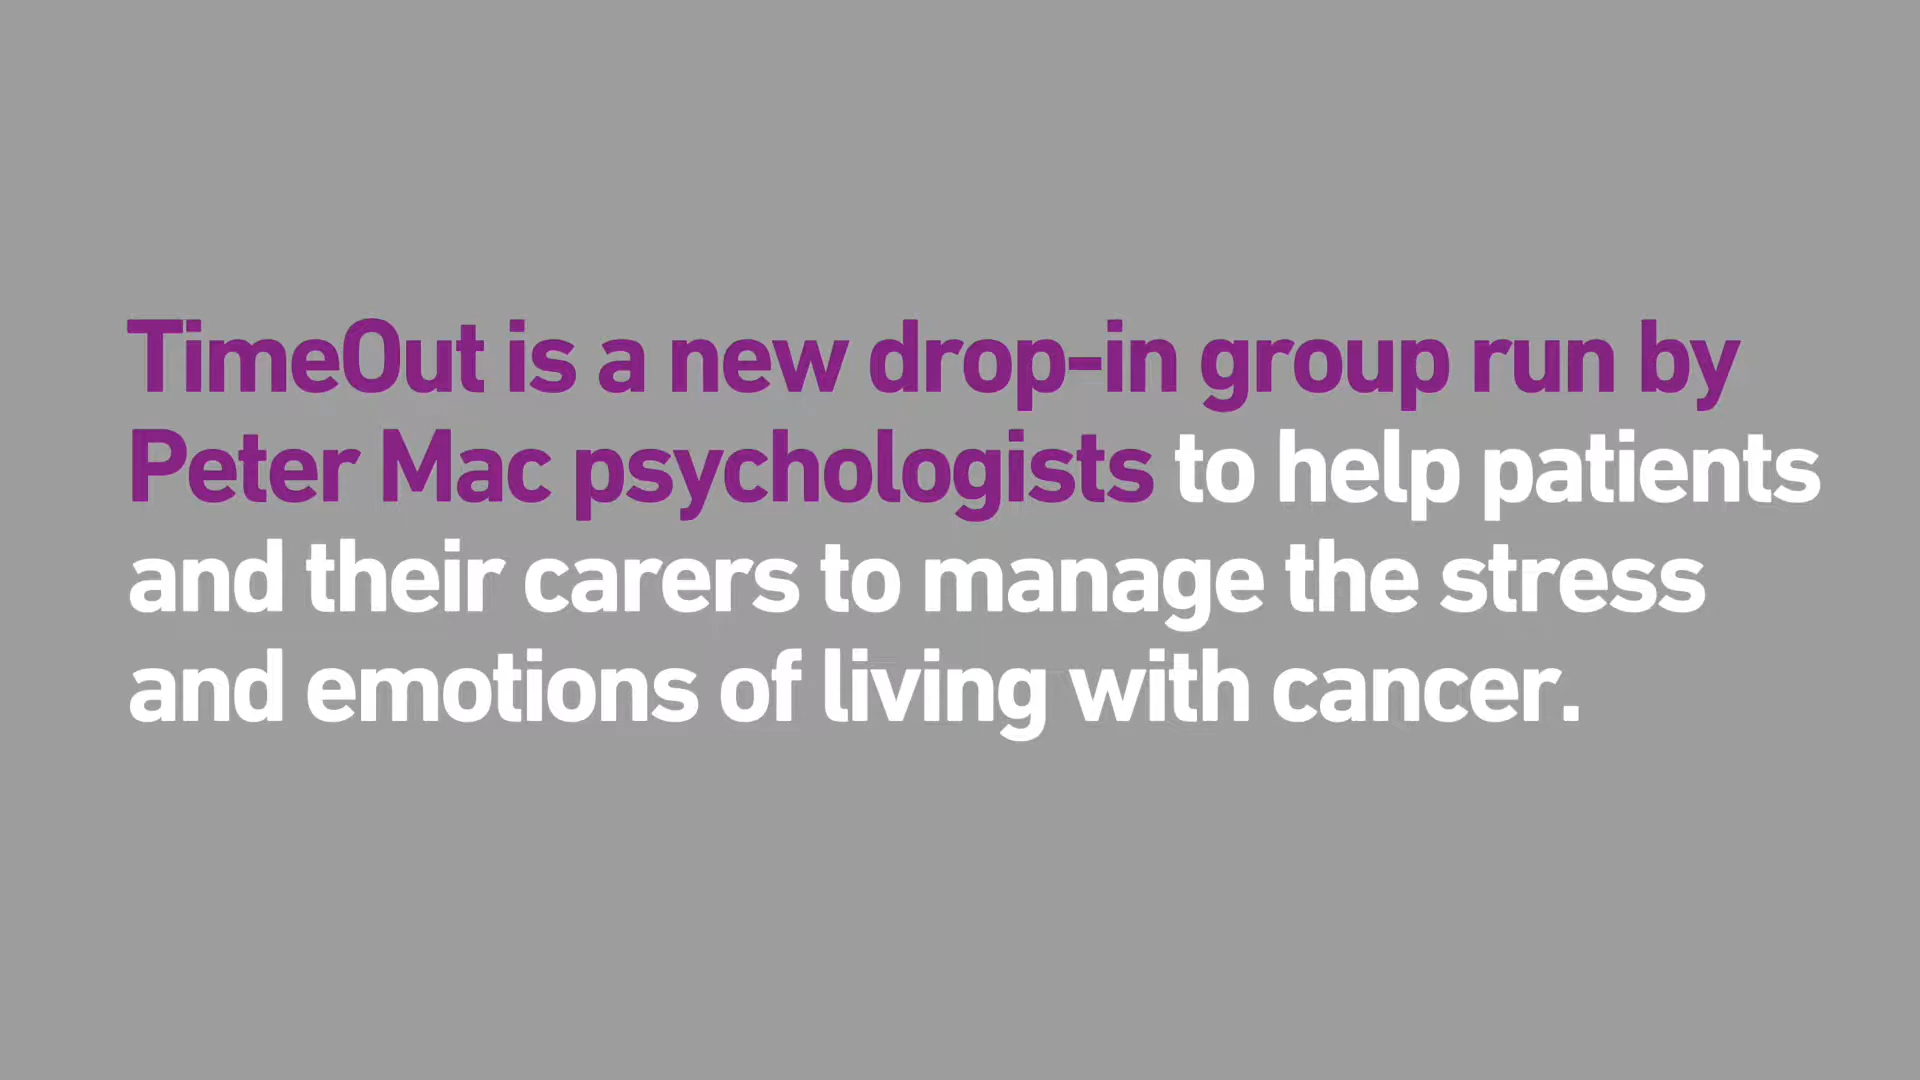 TimeOut is a new drop-in group run by
Peter Mac psychologists to help patients
and their carers to manage the stress
and emotions of living with cancer.